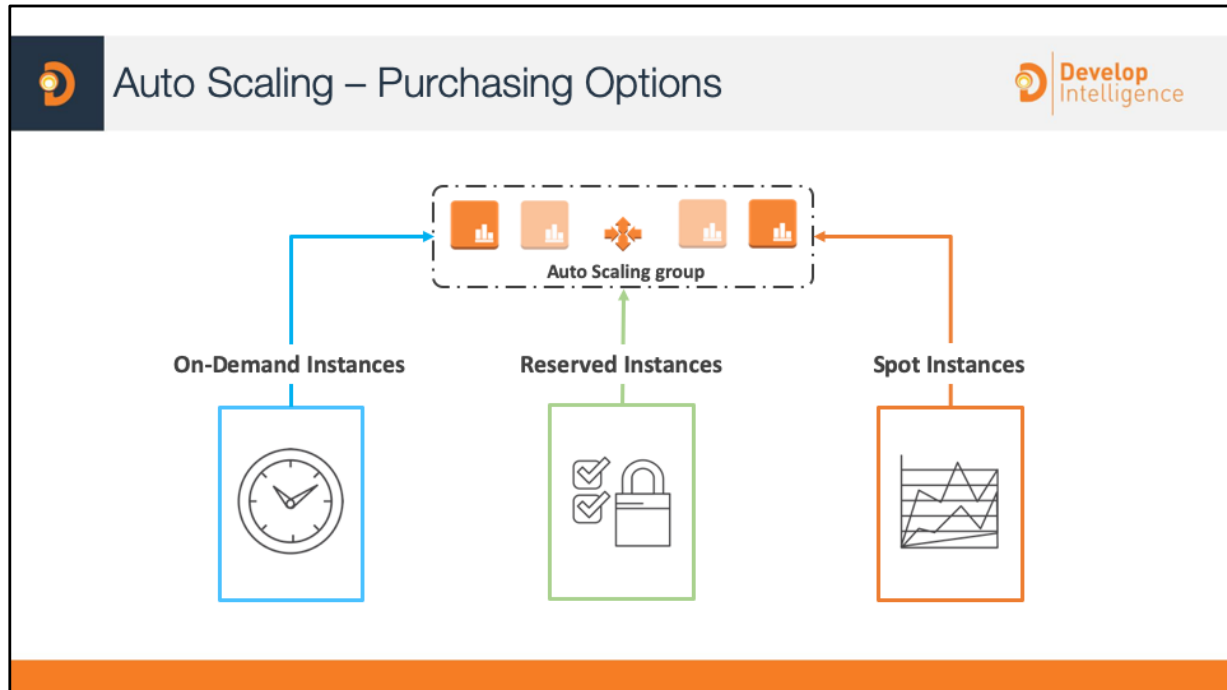 Auto Scaling – Purchasing Options
Develop
Intelligence
Auto Scaling group
On-Demand Instances
Reserved Instances
Spot Instances